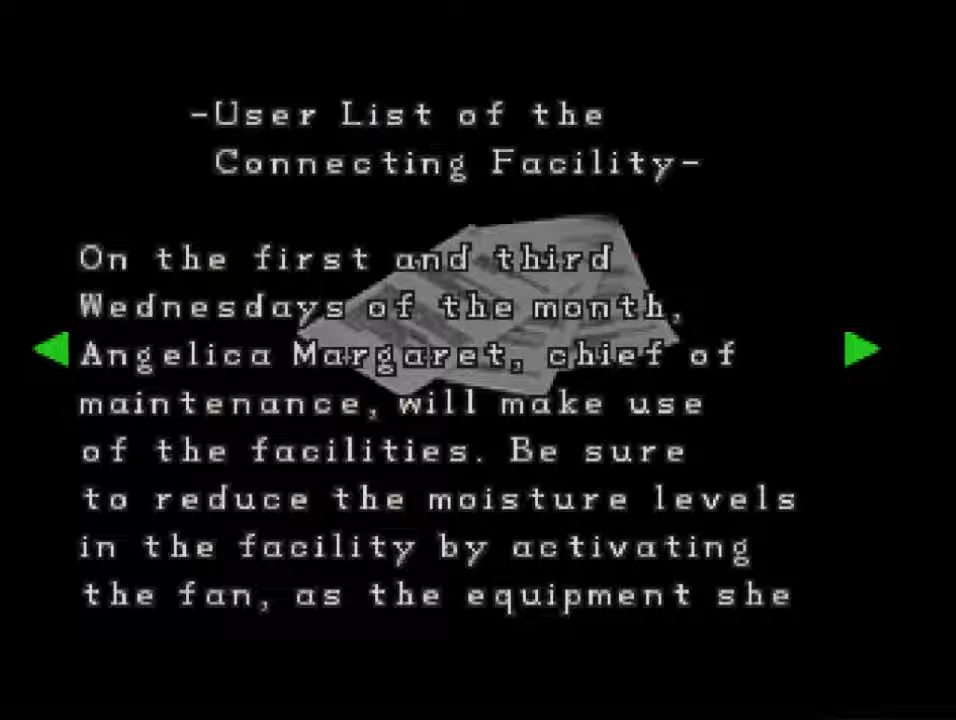 -User List of the
Connecting Facility-
On the first and third
Wednesdays of the month,
Angelica Margaret, chief of
maintenance, will make use
of the facilities. Be sure
to reduce the moisture levels
in the facility by activating
the fan, as the equipment she